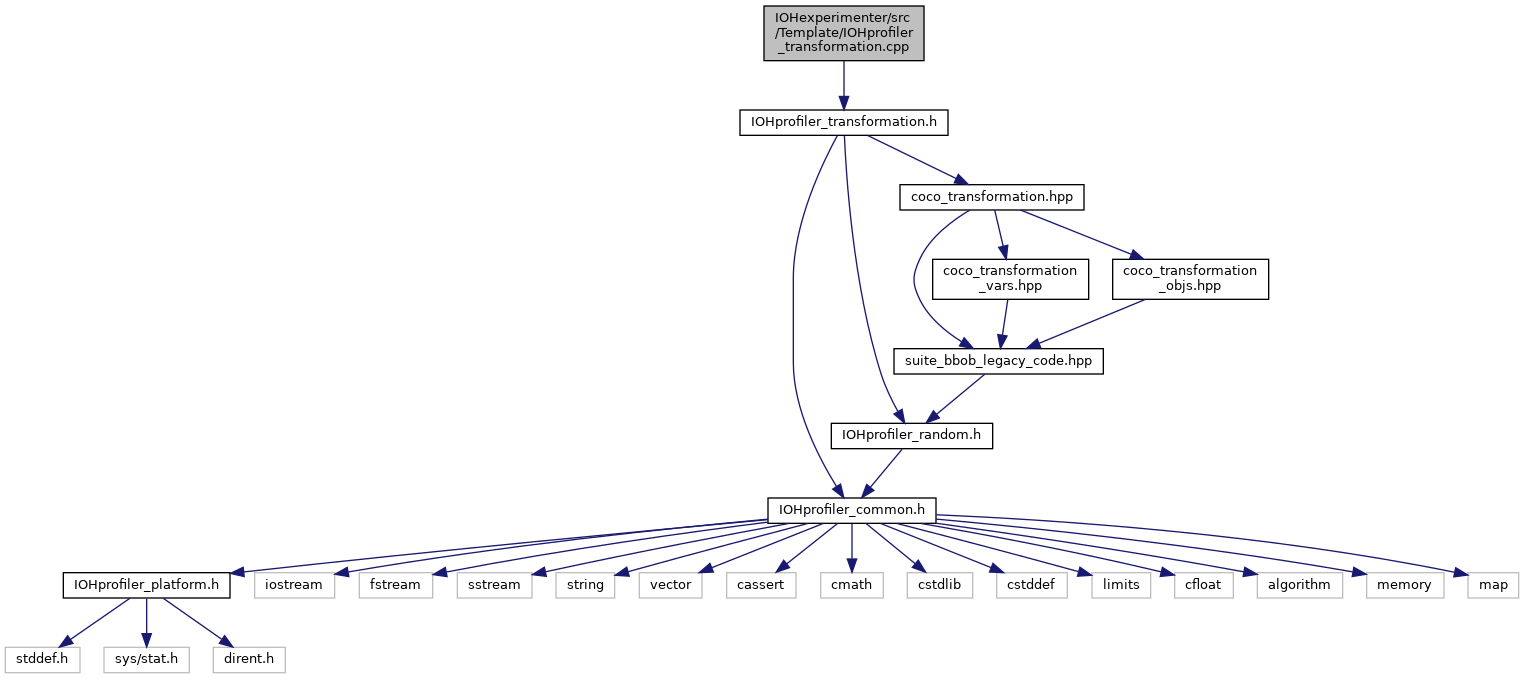 IOHexperimenter/src
/Template/IOHprofiler
_transformation.cpp
IOHprofiler_transformation.h
coco_transformation.hpp
coco_transformation
_vars.hpp
coco_transformation
_objs.hpp
suite_bbob_legacy_code.hpp
IOHprofiler_random.h
IOHprofiler_common.h
IOHprofiler_platform.h
iostream
fstream
sstream
string
vector
cassert
cmath
cstdlib
cstddef
limits
cfloat
algorithm
memory
map
stddef.h
sys/stat.h
dirent.h